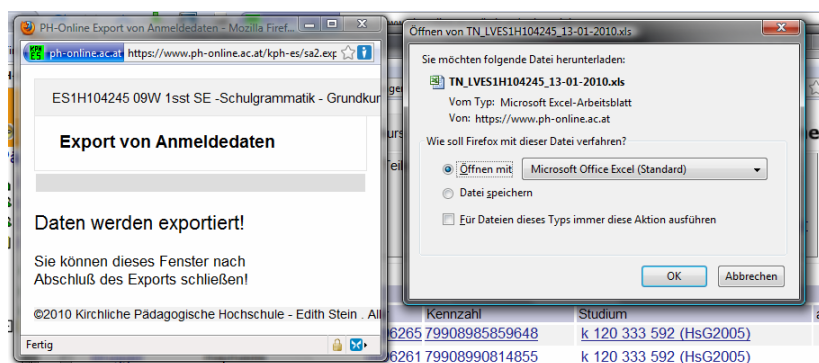 PH-Online Export von Anmeldedaten - Mozilla Firef...
ph-online.ac.at https://www.ph-online.ac.at/kph-es/sa2.exp
ES1H104245 09W 1sst SE -Schulgrammatik - Grundkur
Export von Anmeldedaten
Daten werden exportiert!
Sie können dieses Fenster nach
Abschluß des Exports schließen!
©2010 Kirchliche Pädagogische Hochschule - Edith Stein . All
Fertig
Öffnen von TN_LVES1H104245_13-01-2010.xls
Sie möchten folgende Datei herunterladen:
TN_LVES1H104245_13-01-2010.xls
Vom Typ: Microsoft Excel-Arbeitsblatt
Von: https://www.ph-online.ac.at
Wie soll Firefox mit dieser Datei verfahren?
Öffnen mit Microsoft Office Excel (Standard)
Datei speichern
Für Dateien dieses Typs immer diese Aktion ausführen
OK Abbrechen
Kennzahl Studium
06265 79908985859648 k 120 333 592 (HsG2005)
06261 79908990814855 k 120 333 592 (HsG2005)